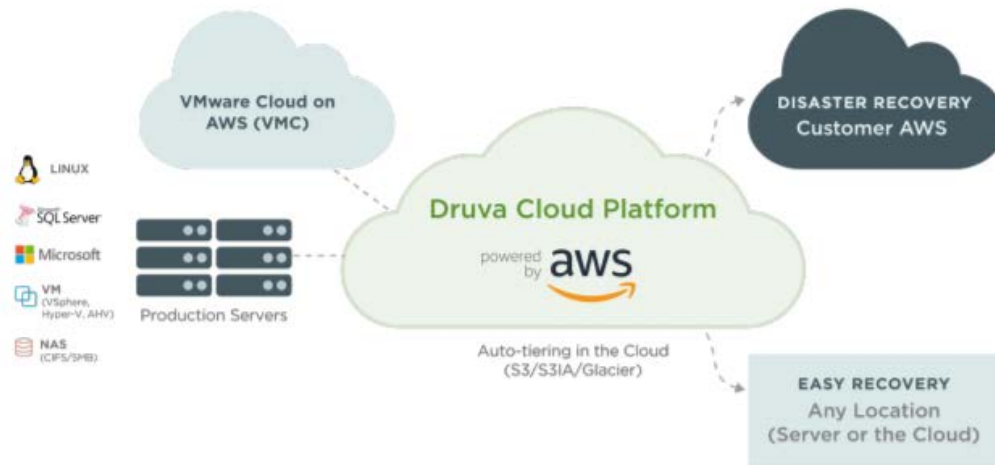 VMware Cloud on
AWS (VMC)
DISASTER RECOVERY
Customer AWS
LINUX
Microsoft
SQL Server
Microsoft
VM
(VSphere,
Hyper-V, AHV)
NAS
(CIFS/SMB)
Production Servers
Druva Cloud Platform
powered
by
aws
Auto-tiering in the Cloud
(S3/S3IA/Glacier)
EASY RECOVERY
Any Location
(Server or the Cloud)